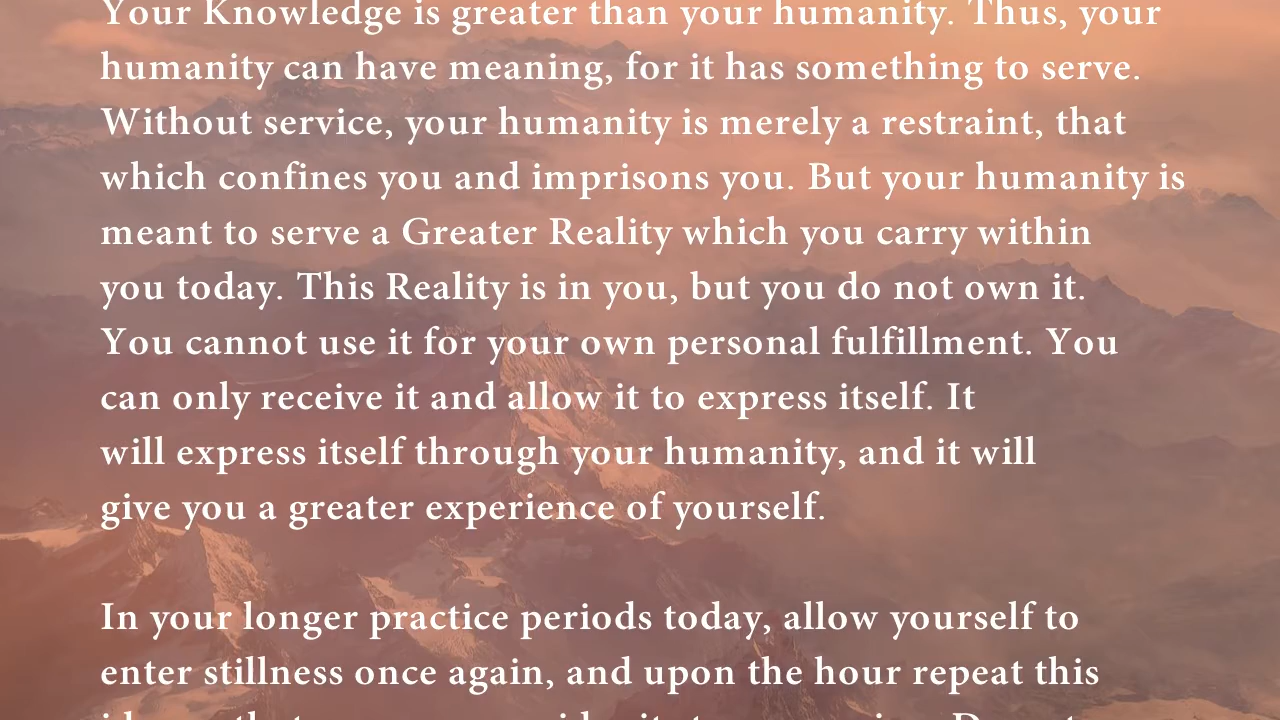 Your Knowledge is greater than your humanity. Thus, your
humanity can have meaning, for it has something to serve.
Without service, your humanity is merely a restraint, that
which confines you and imprisons you. But your humanity is
meant to serve a Greater Reality which you carry within
you today. This Reality is in you, but you do not own it.
You cannot use it for your own personal fulfillment. You
can only receive it and allow it to express itself. It
will express itself through your humanity, and it will
give you a greater experience of yourself.
In your longer practice periods today, allow yourself to
enter stillness once again, and upon the hour repeat this